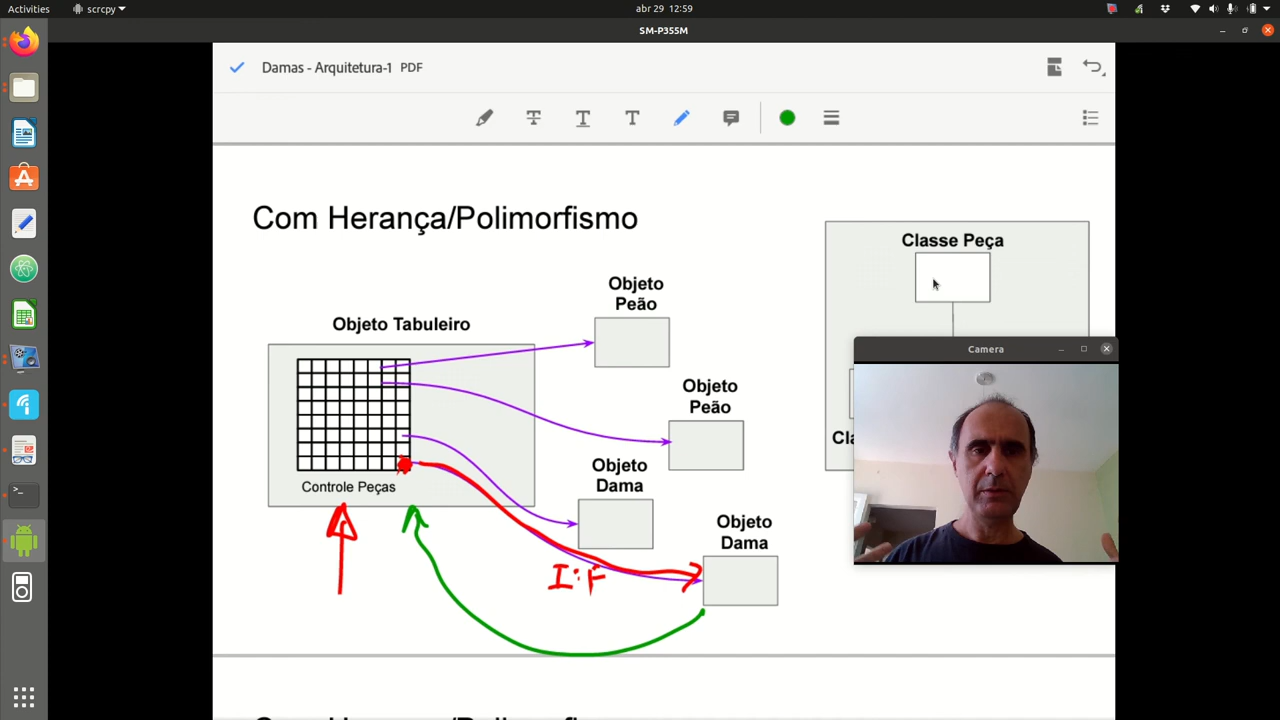 Activities
scrcpy
abr 29 12:59
SM-P355M
Damas - Arquitetura-1 PDF
Com Herança/Polimorfismo
Classe Peça
Objeto
Peão
Objeto Tabuleiro
Objeto
Peão
Objeto
Dama
Controle Peças
Objeto
Dama
I:F
Camera